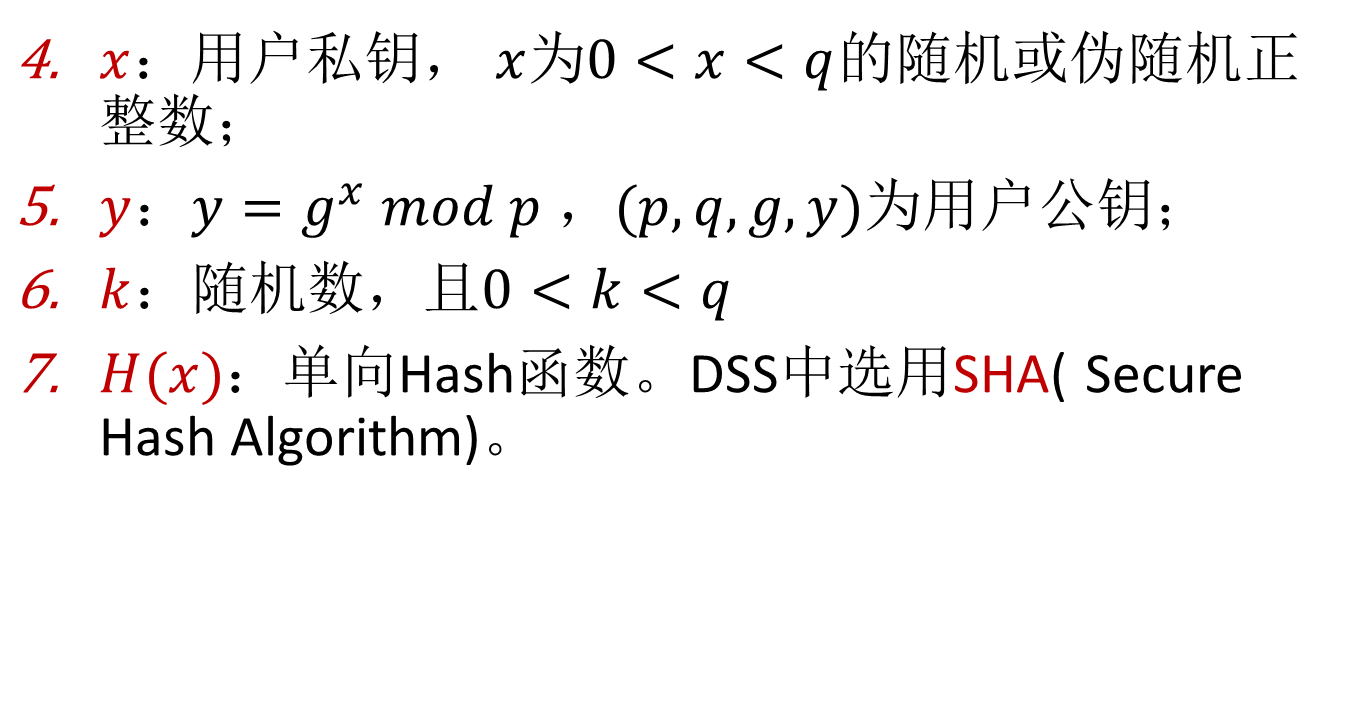 4. x：用户私钥， x为0 < x < q的随机或伪随机正
整数；
5. y：y = gˣ mod p ，(p, q, g, y)为用户公钥；
6. k：随机数，且0 < k < q
7. H(x)：单向Hash函数。DSS中选用SHA( Secure
Hash Algorithm)。